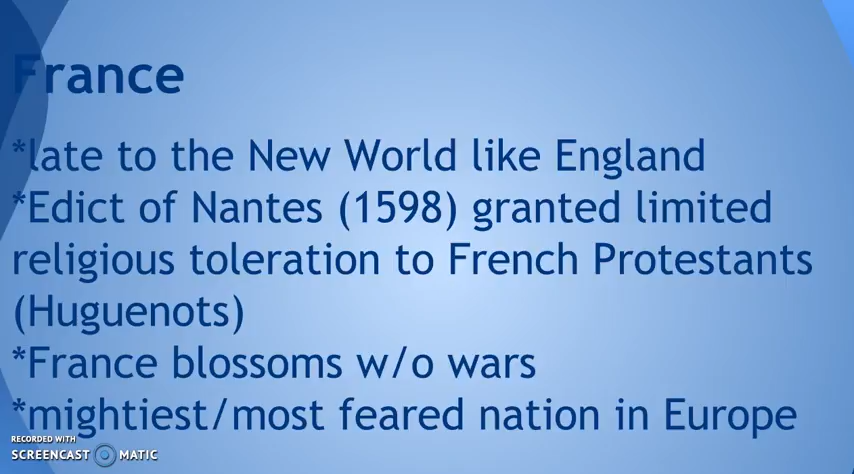 France
*late to the New World like England
*Edict of Nantes (1598) granted limited
religious toleration to French Protestants
(Huguenots)
*France blossoms w/o wars
*mightiest/most feared nation in Europe
RECORDED WITH
SCREENCAST MATIC